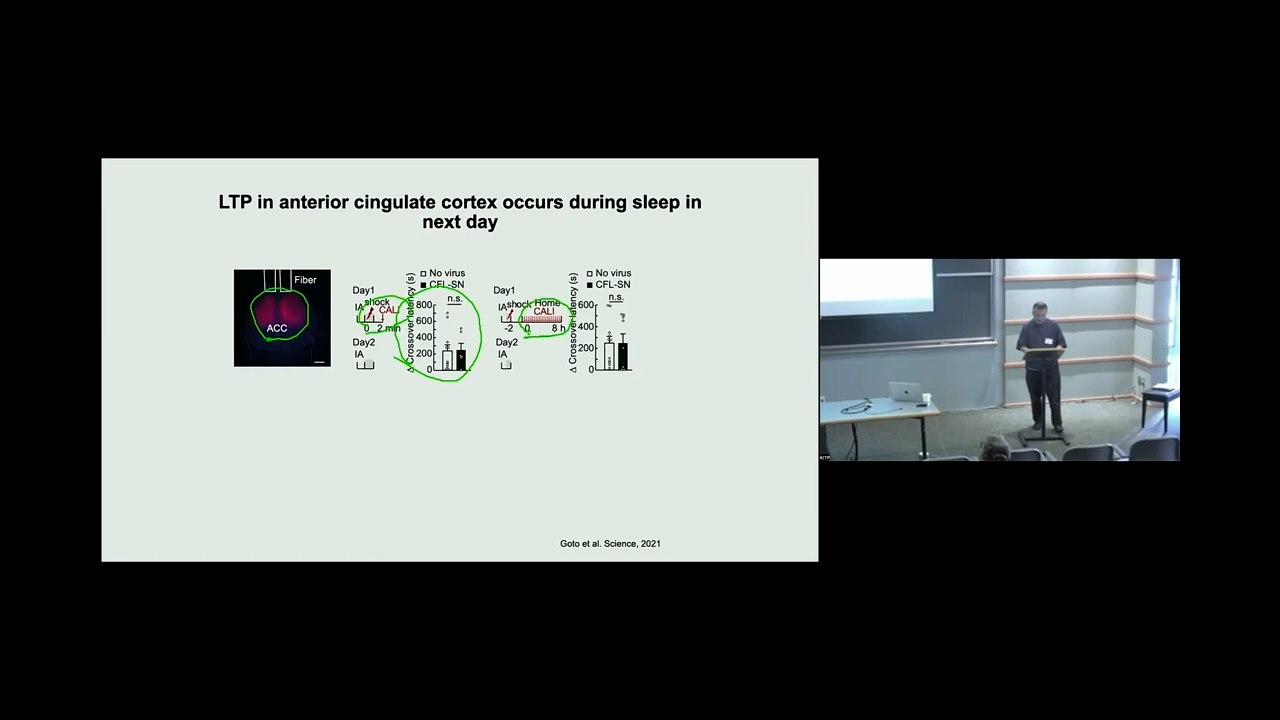 LTP in anterior cingulate cortex occurs during sleep in
next day
Fiber
ACC
Day1
IA
shock
CALI
0 2 min
Day2
IA
Δ Crossover latency (s)
No virus
CFL-SN
n.s.
800
600
400
200
0
Day1
IA
shock Home
CALI
-2 0 8 h
Day2
IA
Δ Crossover latency (s)
No virus
CFL-SN
n.s.
600
400
200
0
Goto et al. Science, 2021
KITP